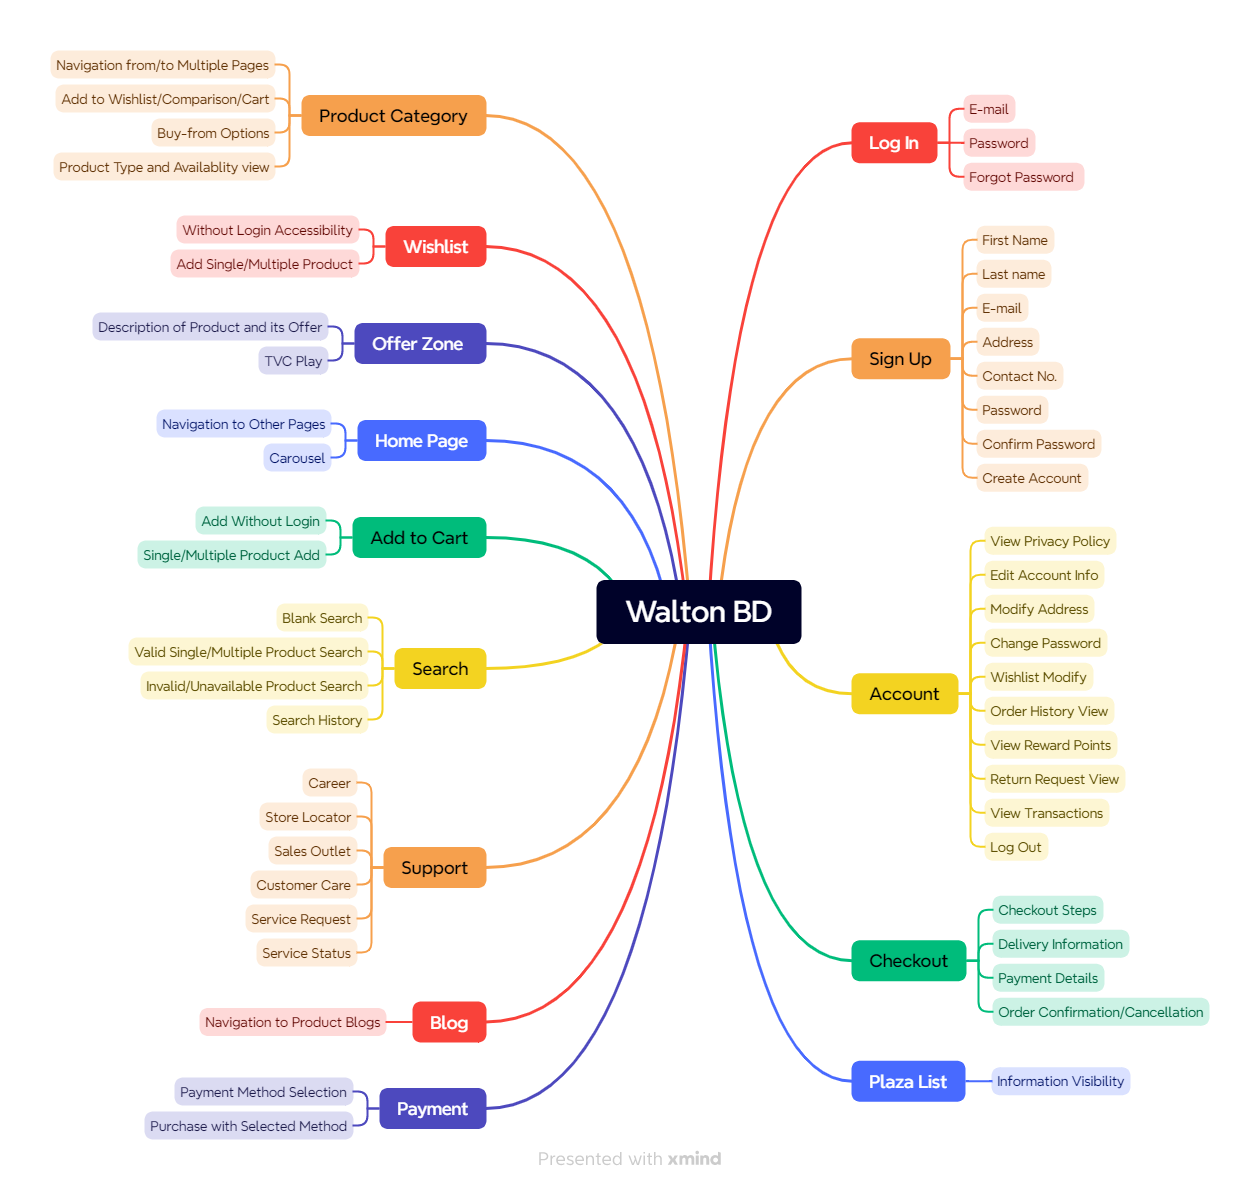 Walton BD
Log In
E-mail
Password
Forgot Password
Sign Up
First Name
Last name
E-mail
Address
Contact No.
Password
Confirm Password
Create Account
Account
View Privacy Policy
Edit Account Info
Modify Address
Change Password
Wishlist Modify
Order History View
View Reward Points
Return Request View
View Transactions
Log Out
Checkout
Checkout Steps
Delivery Information
Payment Details
Order Confirmation/Cancellation
Plaza List
Information Visibility
Product Category
Navigation from/to Multiple Pages
Add to Wishlist/Comparison/Cart
Buy-from Options
Product Type and Availablity view
Wishlist
Without Login Accessibility
Add Single/Multiple Product
Offer Zone
Description of Product and its Offer
TVC Play
Home Page
Navigation to Other Pages
Carousel
Add to Cart
Add Without Login
Single/Multiple Product Add
Search
Blank Search
Valid Single/Multiple Product Search
Invalid/Unavailable Product Search
Search History
Support
Career
Store Locator
Sales Outlet
Customer Care
Service Request
Service Status
Blog
Navigation to Product Blogs
Payment
Payment Method Selection
Purchase with Selected Method
Presented with xmind